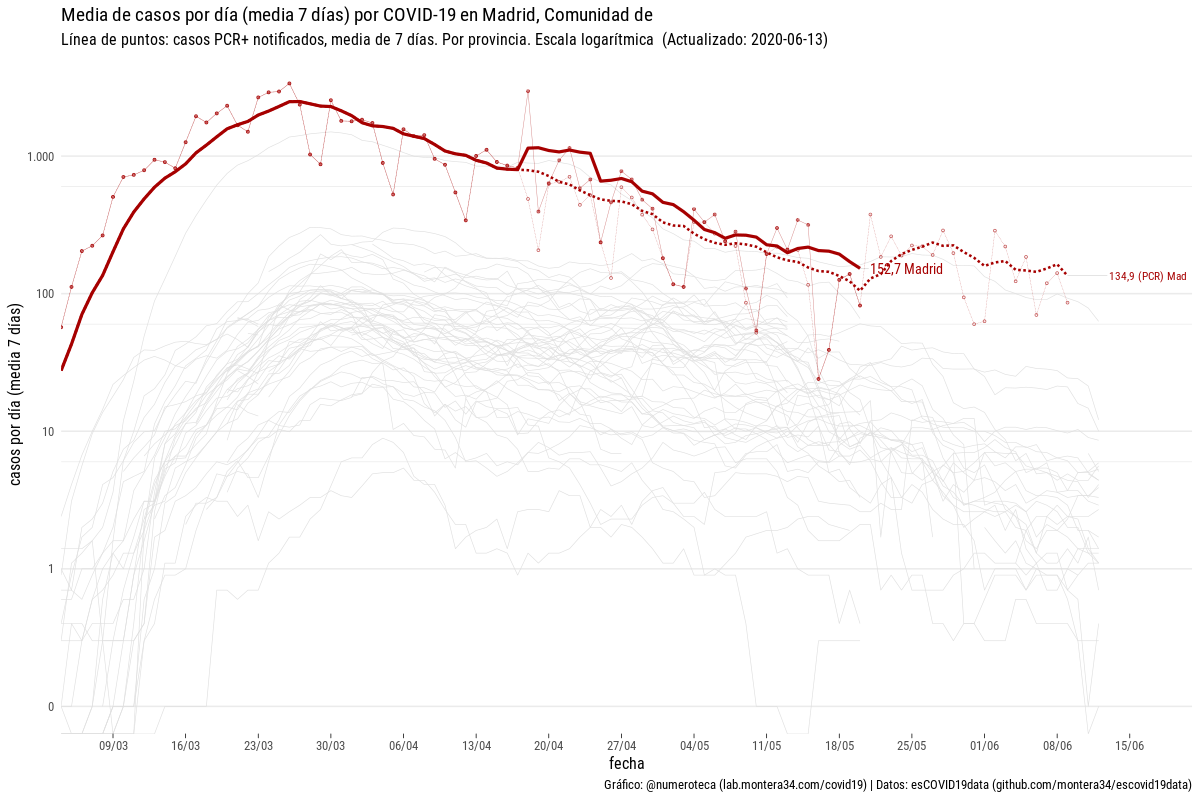 Media de casos por día (media 7 días) por COVID-19 en Madrid, Comunidad de
Línea de puntos: casos PCR+ notificados, media de 7 días. Por provincia. Escala logarítmica (Actualizado: 2020-06-13)
casos por día (media 7 días)
1.000
100
10
1
0
152,7 Madrid
134,9 (PCR) Mad
09/03
16/03
23/03
30/03
06/04
13/04
20/04
27/04
04/05
11/05
18/05
25/05
01/06
08/06
15/06
fecha
Gráfico: @numeroteca (lab.montera34.com/covid19) | Datos: esCOVID19data (github.com/montera34/escovid19data)